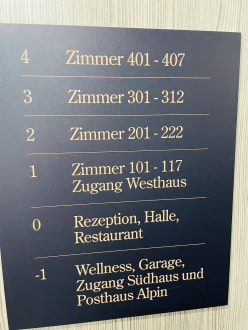 4 Zimmer 401 - 407
3 Zimmer 301 - 312
2 Zimmer 201 - 222
1 Zimmer 101 - 117
Zugang Westhaus
0 Rezeption, Halle,
Restaurant
-1 Wellness, Garage,
Zugang Südhaus und
Posthaus Alpin